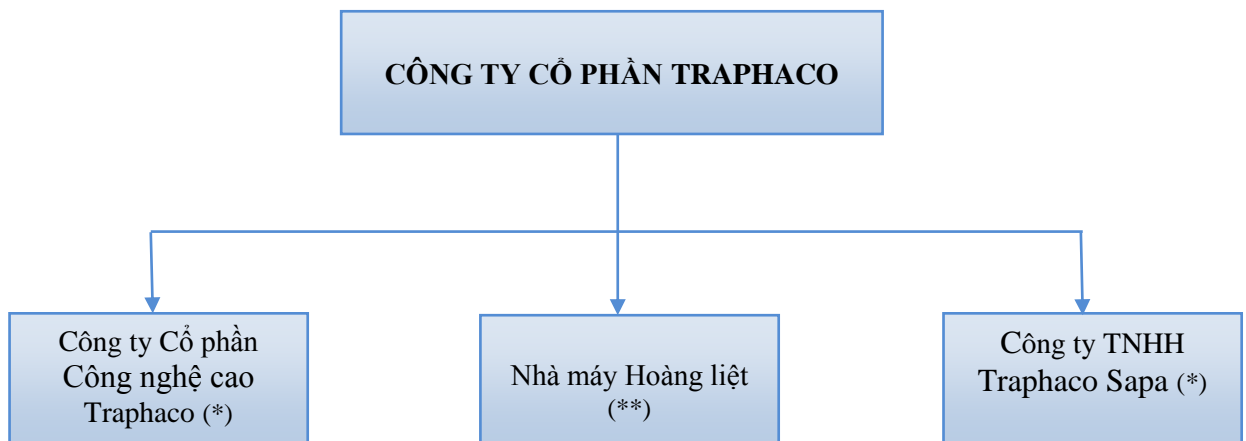 CÔNG TY CỔ PHẦN TRAPHACO
Công ty Cổ phần
Công nghệ cao
Traphaco (*)
Nhà máy Hoàng liệt
(**)
Công ty TNHH
Traphaco Sapa (*)